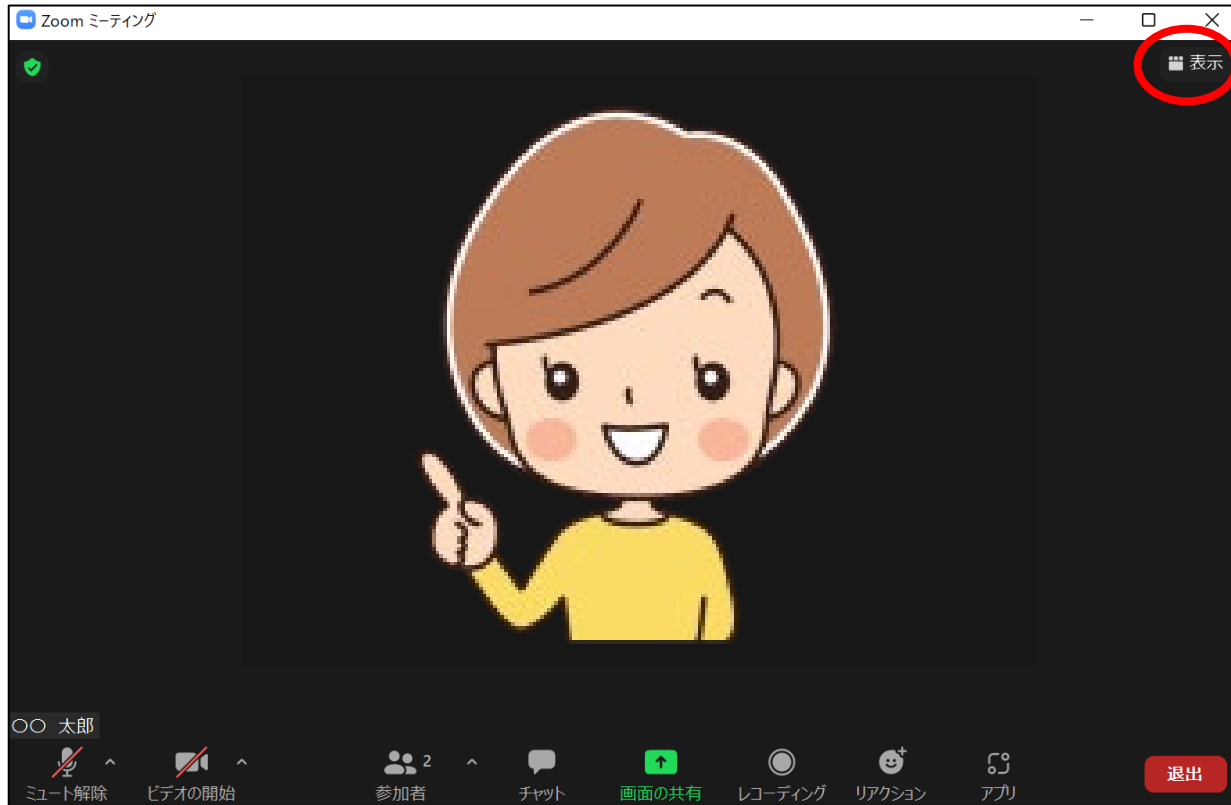 Zoom ミーティング
表示
〇〇 太郎
ミュート解除
ビデオの開始
2
参加者
チャット
画面の共有
レコーディング
リアクション
アプリ
退出